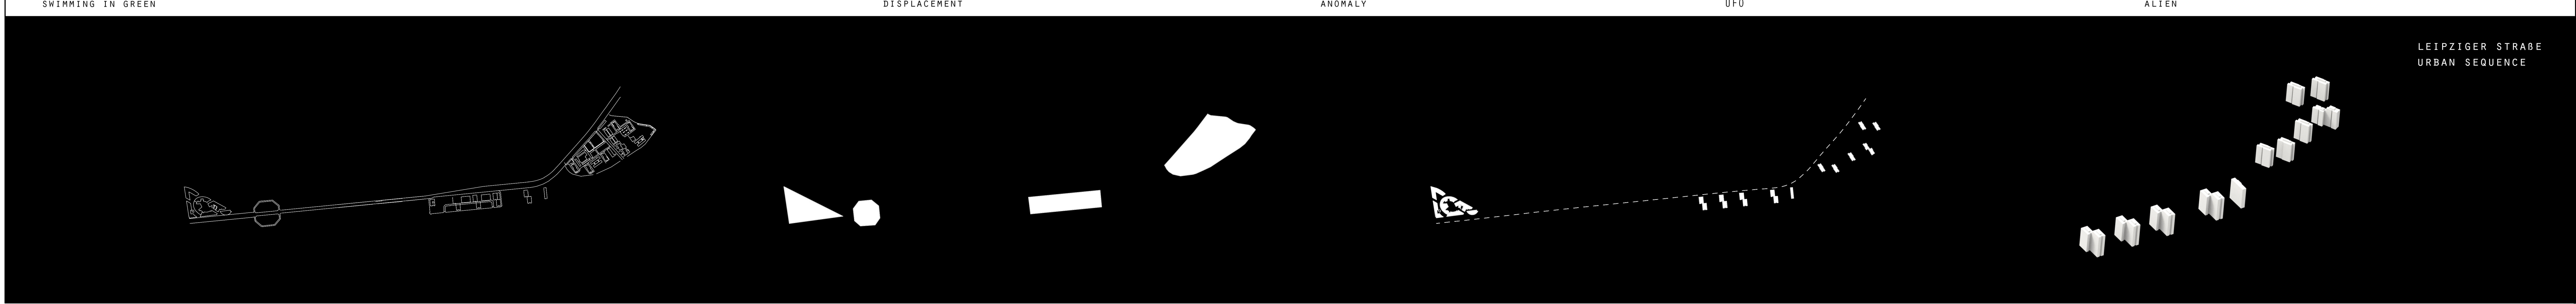 SWIMMING IN GREEN
DISPLACEMENT
ANOMALY
UFO
ALIEN
LEIPZIGER STRAßE
URBAN SEQUENCE